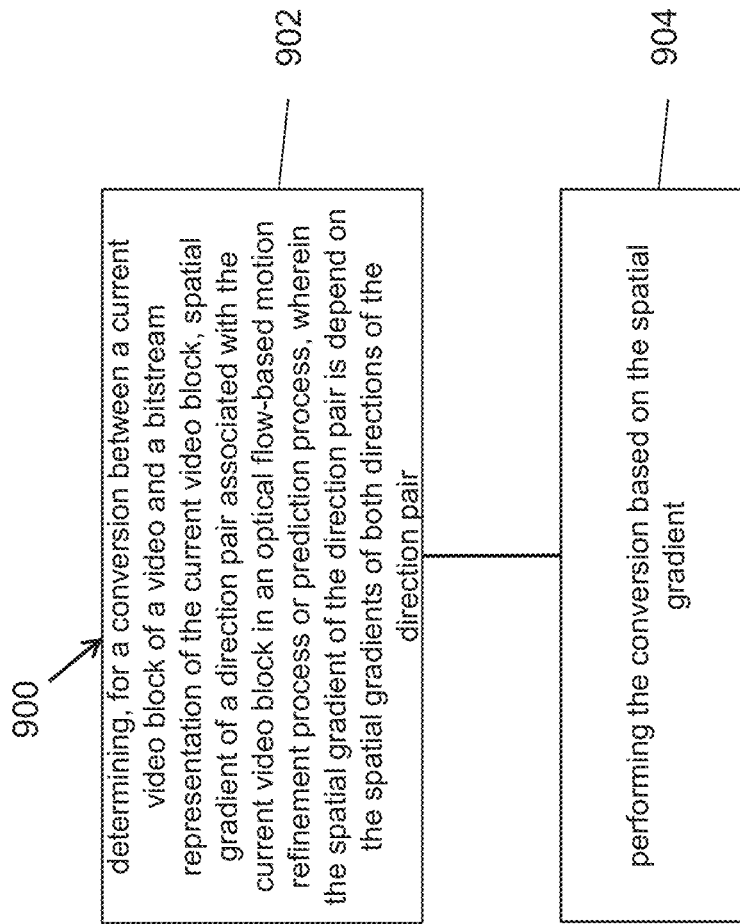 900
determining, for a conversion between a current
video block of a video and a bitstream
representation of the current video block, spatial
gradient of a direction pair associated with the
current video block in an optical flow-based motion
refinement process or prediction process, wherein
the spatial gradient of the direction pair is depend on
the spatial gradients of both directions of the
direction pair
902
performing the conversion based on the spatial
gradient
904